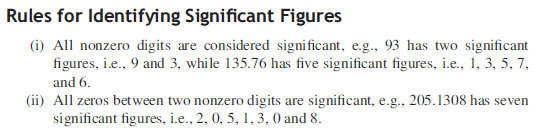 Rules for Identifying Significant Figures
(i) All nonzero digits are considered significant, e.g., 93 has two significant
figures, i.e., 9 and 3, while 135.76 has five significant figures, i.e., 1, 3, 5, 7,
and 6.
(ii) All zeros between two nonzero digits are significant, e.g., 205.1308 has seven
significant figures, i.e., 2, 0, 5, 1, 3, 0 and 8.